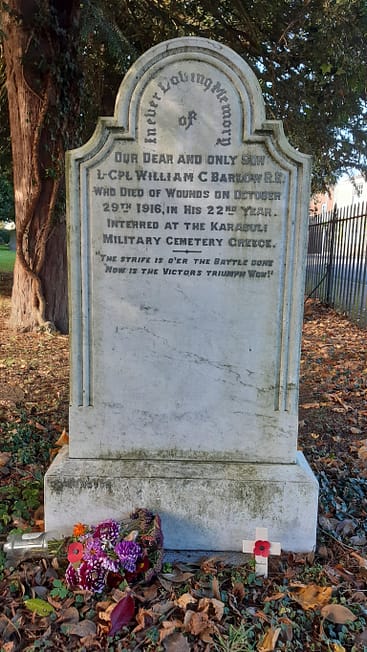 In ever Loving Memory
of
OUR DEAR AND ONLY SON
L-CPL WILLIAM C BARLOW R.E.
WHO DIED OF WOUNDS ON OCTOBER
29TH 1916, IN HIS 22ND YEAR.
INTERRED AT THE KARASULI
MILITARY CEMETERY GREECE.
"THE STRIFE IS O'ER THE BATTLE DONE
NOW IS THE VICTORS TRIUMPH WON!"